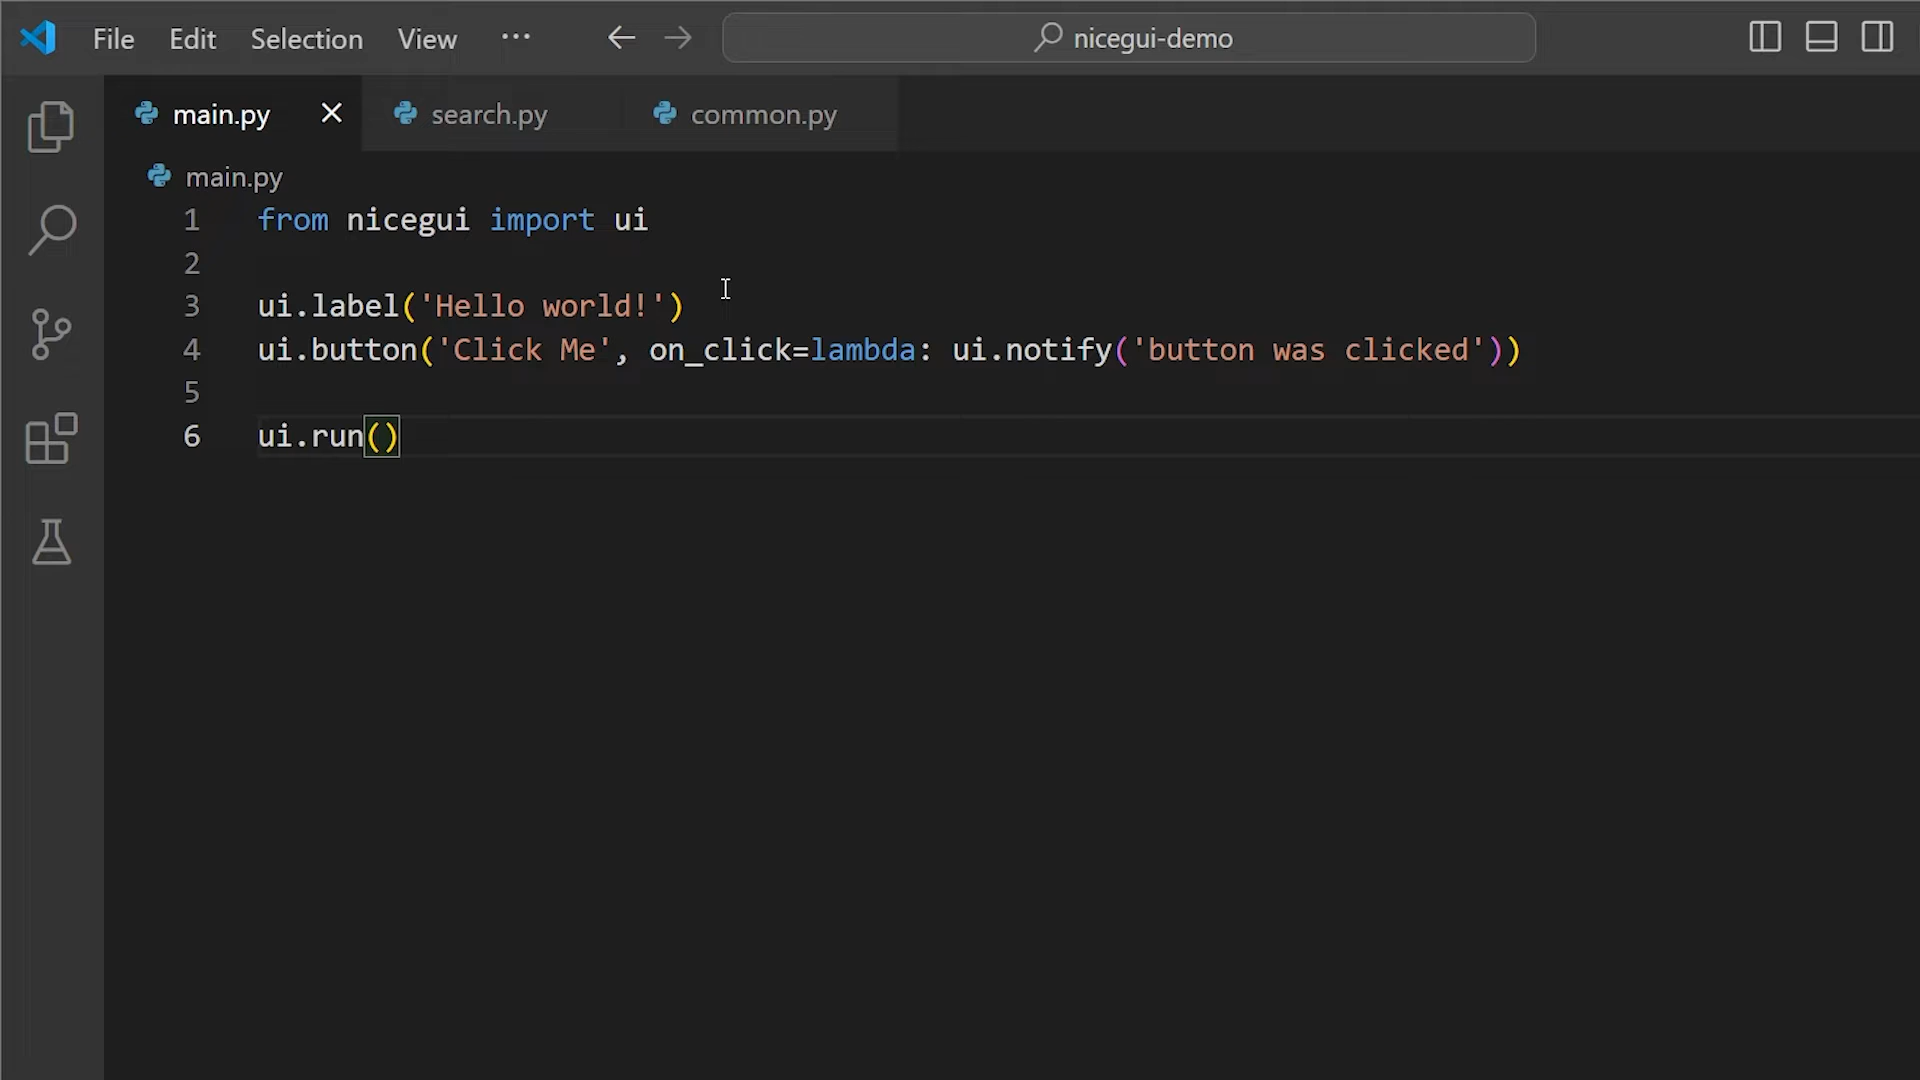 File Edit Selection View ··· nicegui-demo
main.py search.py common.py
main.py
1 from nicegui import ui
2
3 ui.label('Hello world!')
4 ui.button('Click Me', on_click=lambda: ui.notify('button was clicked'))
5
6 ui.run()